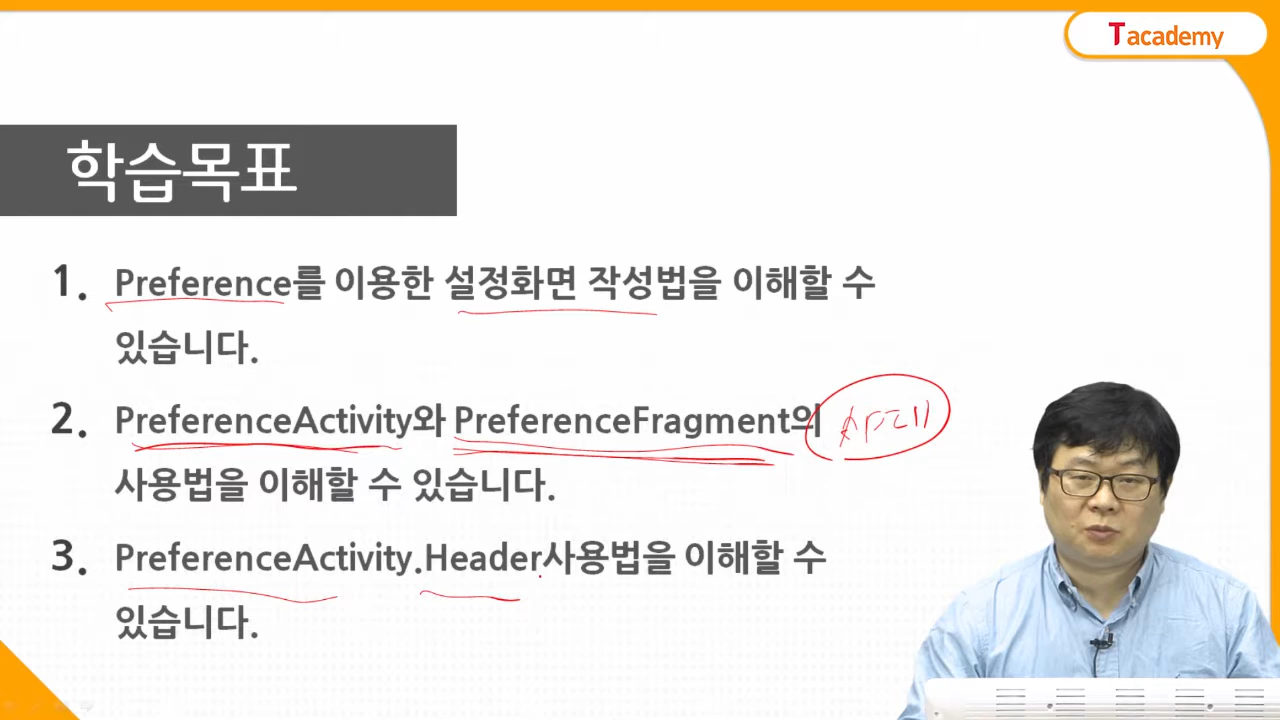 T academy
학습목표
1. Preference를 이용한 설정화면 작성법을 이해할 수
있습니다.
2. PreferenceActivity와 PreferenceFragment의
사용법을 이해할 수 있습니다.
3. PreferenceActivity.Header사용법을 이해할 수
있습니다.